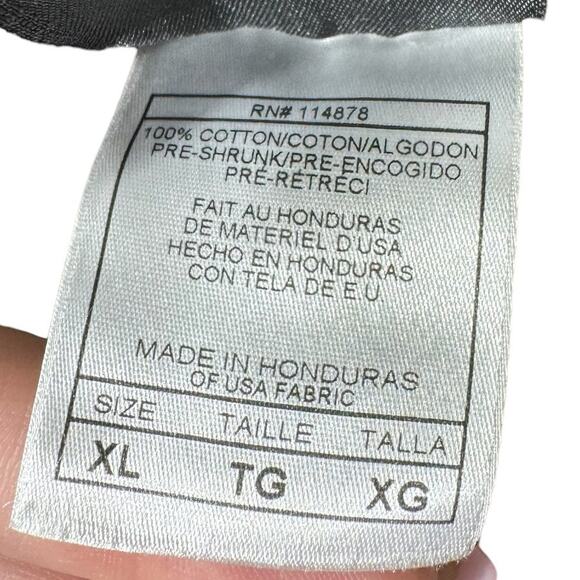 RN# 114878
100% COTTON/COTON/ALGODON
PRE-SHRUNK/PRE-ENCOGIDO
PRÉ-RÉTRÉCI
FAIT AU HONDURAS
DE MATERIEL D'USA
HECHO EN HONDURAS
CON TELA DE E.U
MADE IN HONDURAS
OF USA FABRIC
SIZE TAILLE TALLA
XL TG XG